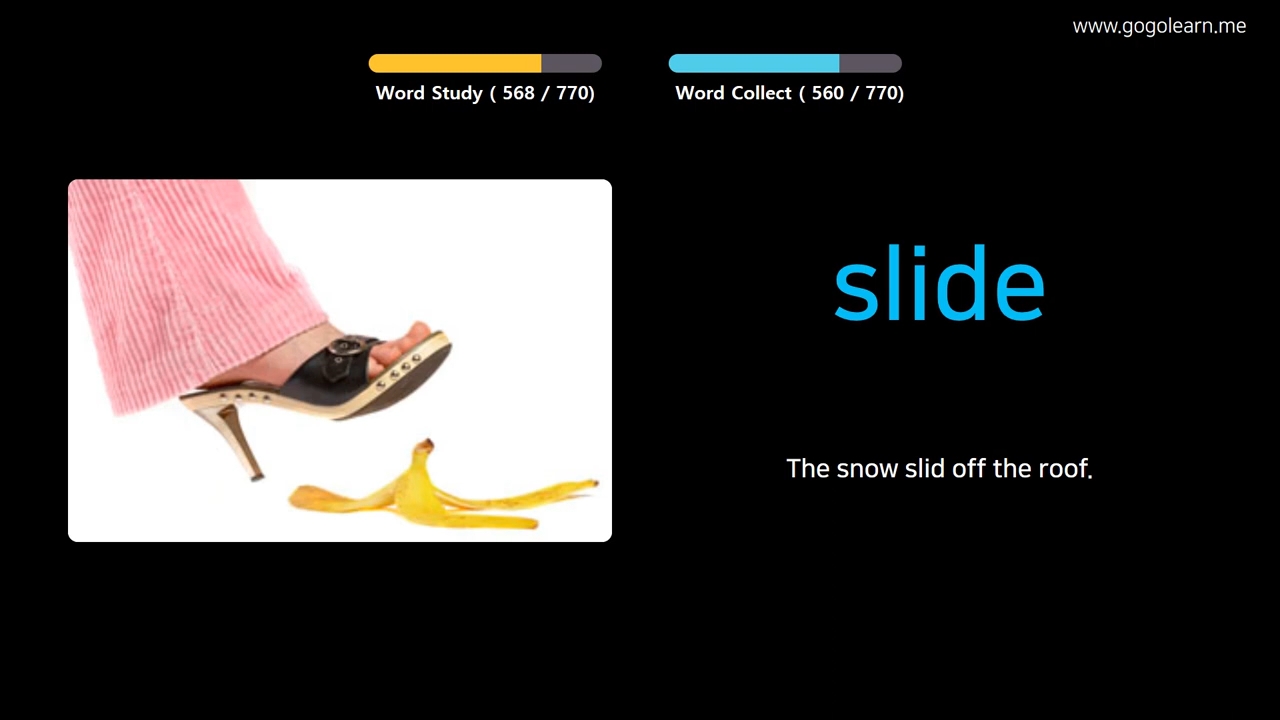 www.gogolearn.me
Word Study ( 568 / 770)
Word Collect ( 560 / 770)
slide
The snow slid off the roof.